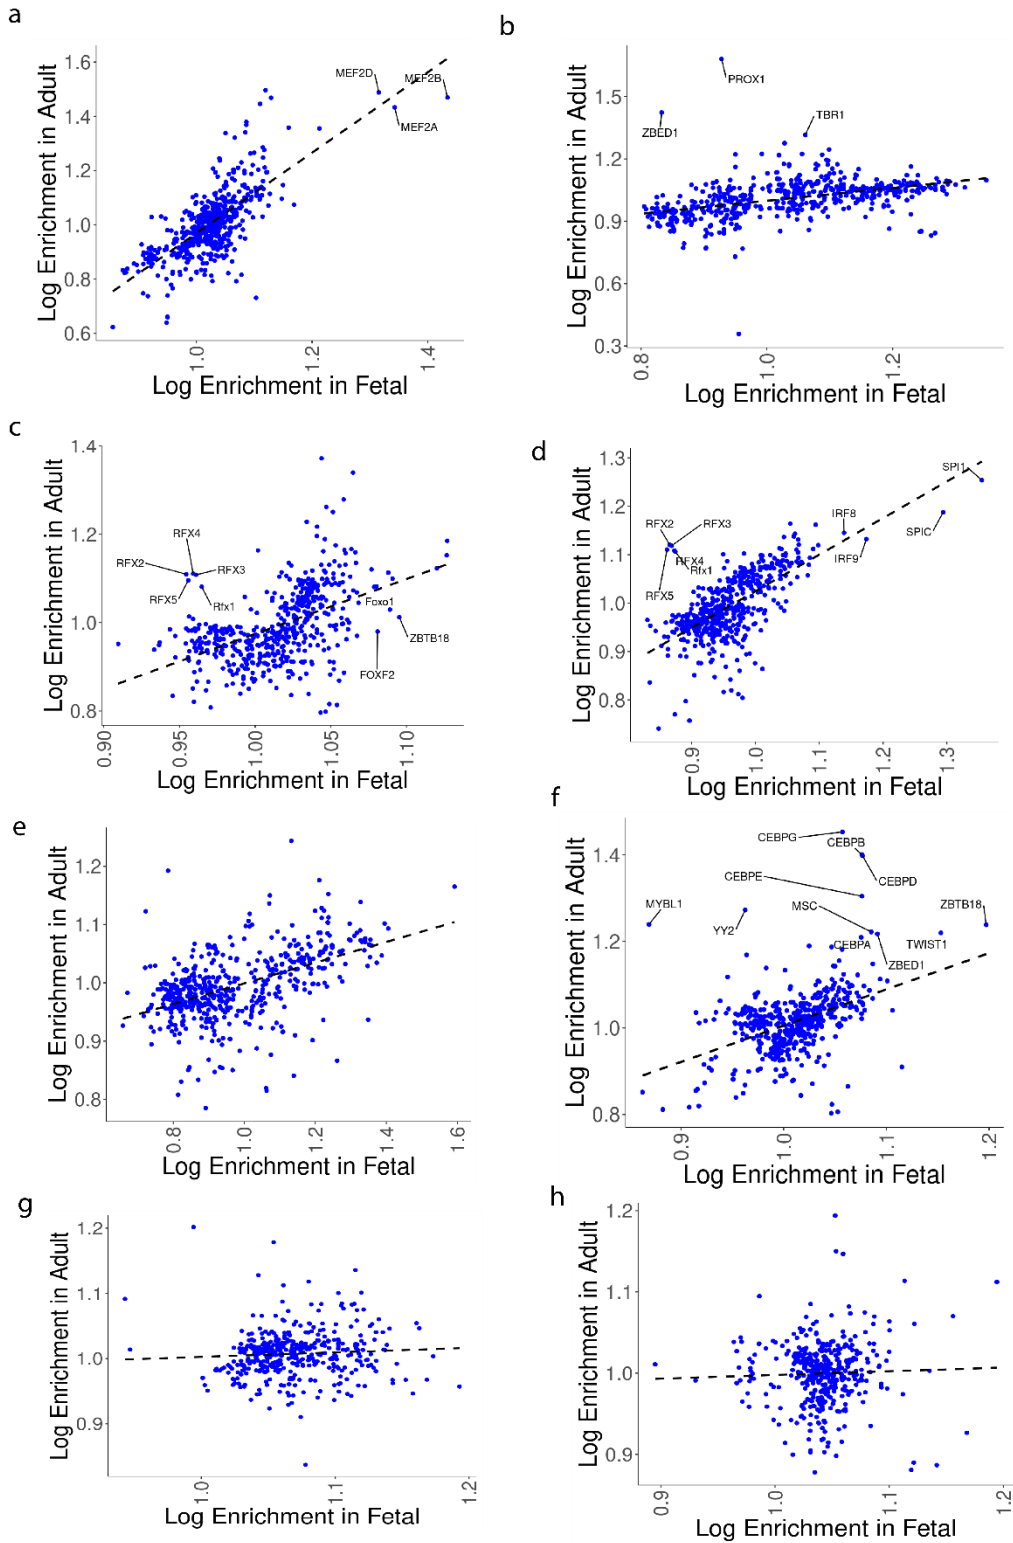 a
1.6
1.4
1.2
1.0
0.8
0.6
Log Enrichment in Adult
MEF2D
MEF2B
MEF2A
1.0
1.2
1.4
Log Enrichment in Fetal
b
1.5
1.2
0.9
0.6
0.3
Log Enrichment in Adult
PROX1
ZBED1
TBR1
0.8
1.0
1.2
Log Enrichment in Fetal
c
1.4
1.2
1.0
0.8
Log Enrichment in Adult
RFX4
RFX2
RFX3
RFX5
Rfx1
Foxo1
ZBTB18
FOXF2
0.90
0.95
1.00
1.05
1.10
Log Enrichment in Fetal
d
1.3
1.2
1.1
1.0
0.9
0.8
Log Enrichment in Adult
SPI1
IRF8
SPIC
RFX2
RFX3
IRF9
RFX4
Rfx1
RFX5
0.9
1.0
1.1
1.2
1.3
Log Enrichment in Fetal
e
1.2
1.1
1.0
0.9
0.8
Log Enrichment in Adult
0.8
1.0
1.2
1.4
1.6
Log Enrichment in Fetal
f
1.4
1.2
1.0
0.8
Log Enrichment in Adult
CEBPG
CEBPB
CEBPE
CEBPD
MYBL1
MSC
ZBTB18
YY2
CEBPA
TWIST1
ZBED1
0.9
1.0
1.1
1.2
Log Enrichment in Fetal
g
1.2
1.1
1.0
0.9
Log Enrichment in Adult
1.0
1.1
1.2
Log Enrichment in Fetal
h
1.2
1.1
1.0
0.9
Log Enrichment in Adult
0.9
1.0
1.1
1.2
Log Enrichment in Fetal